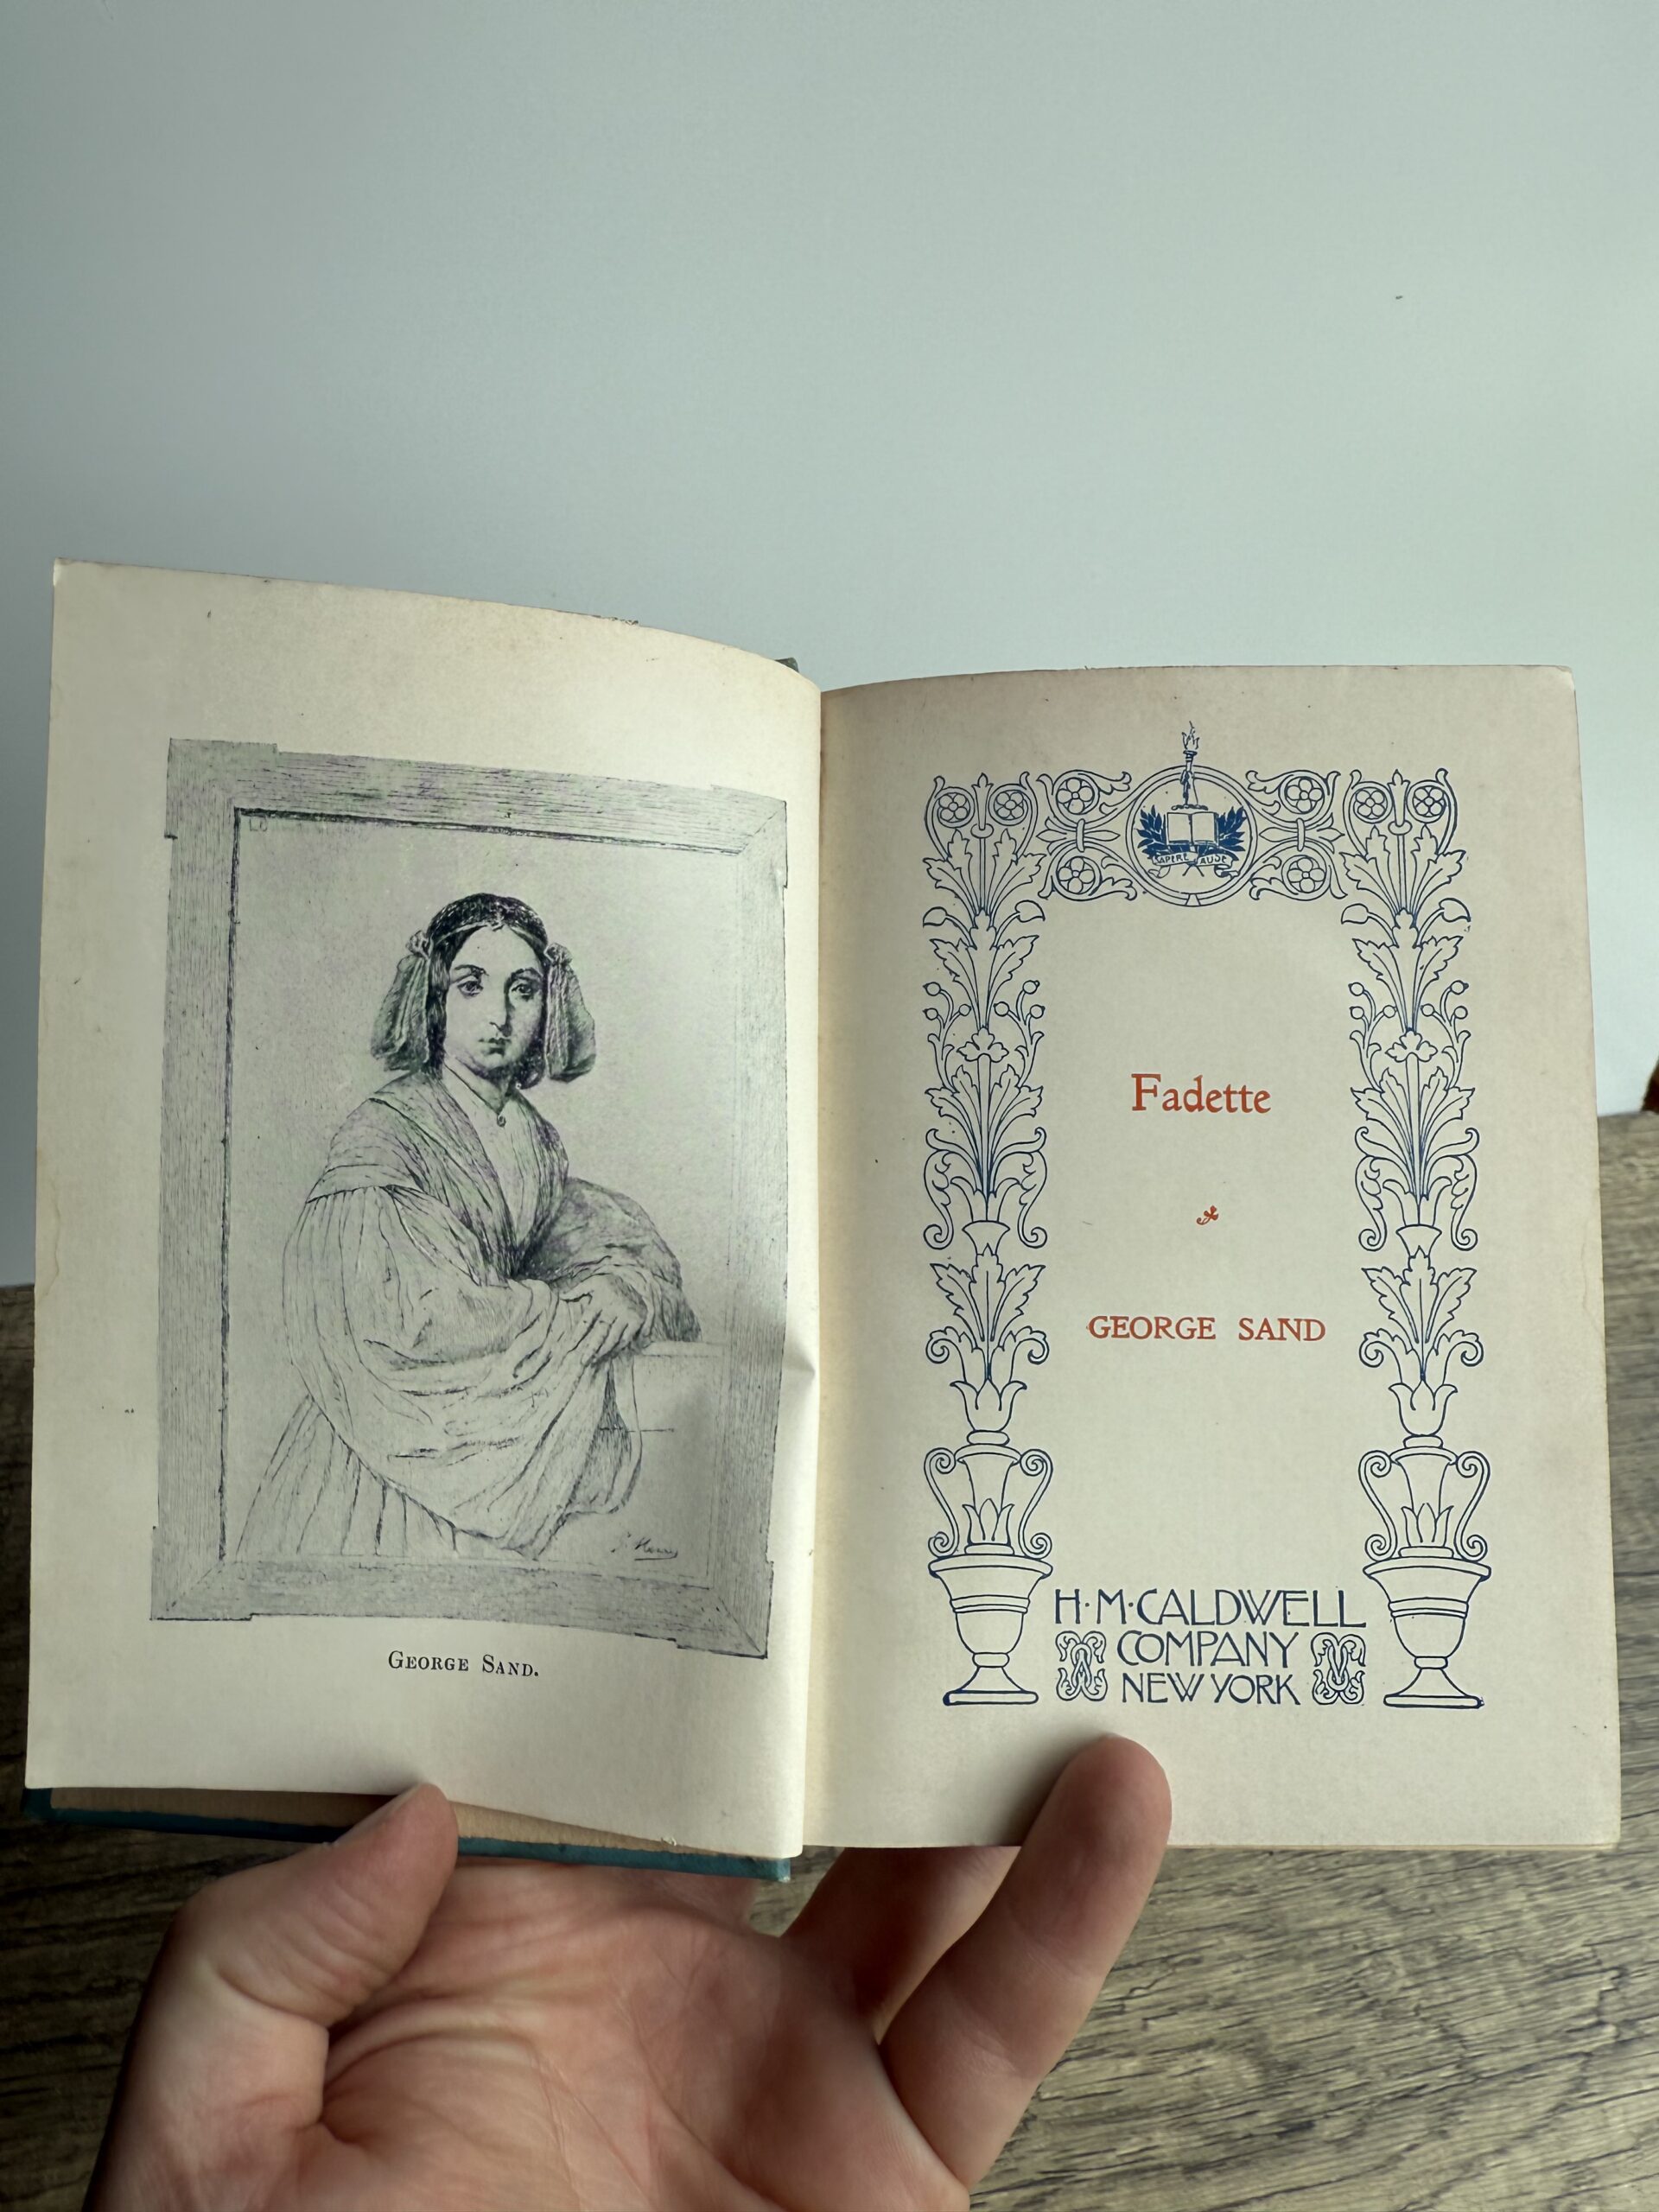 GEORGE SAND.
SAPERE AUDE
Fadette
GEORGE SAND
H·M·CALDWELL
COMPANY
NEW YORK